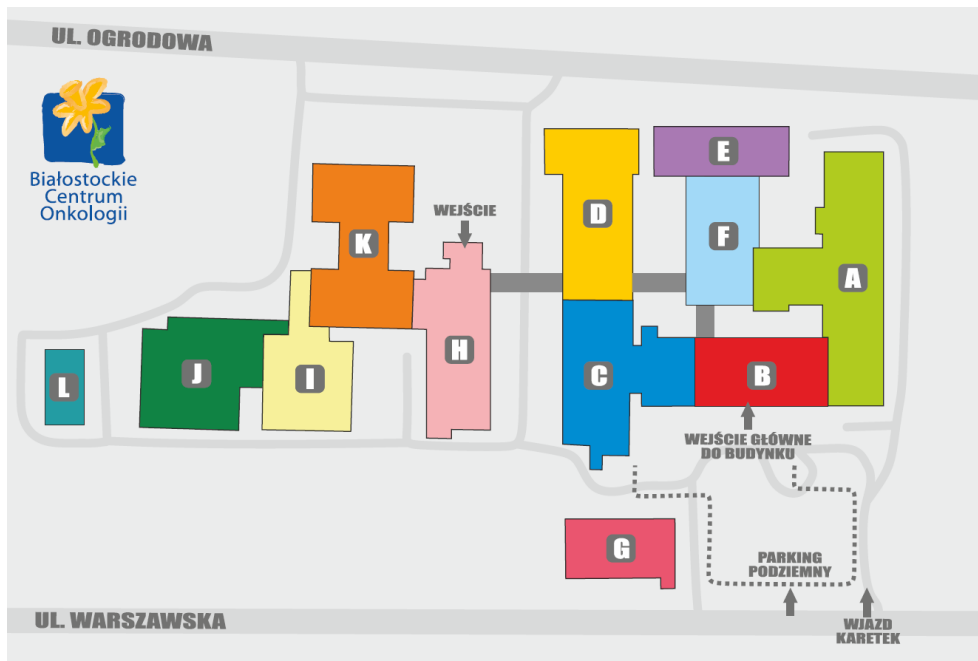 UL. OGRODOWA
Białostockie
Centrum
Onkologii
E
D
WEJŚCIE
K
F
A
H
J
I
C
B
L
WEJŚCIE GŁÓWNE
DO BUDYNKU
G
PARKING
PODZIEMNY
UL. WARSZAWSKA
WJAZD
KARETEK